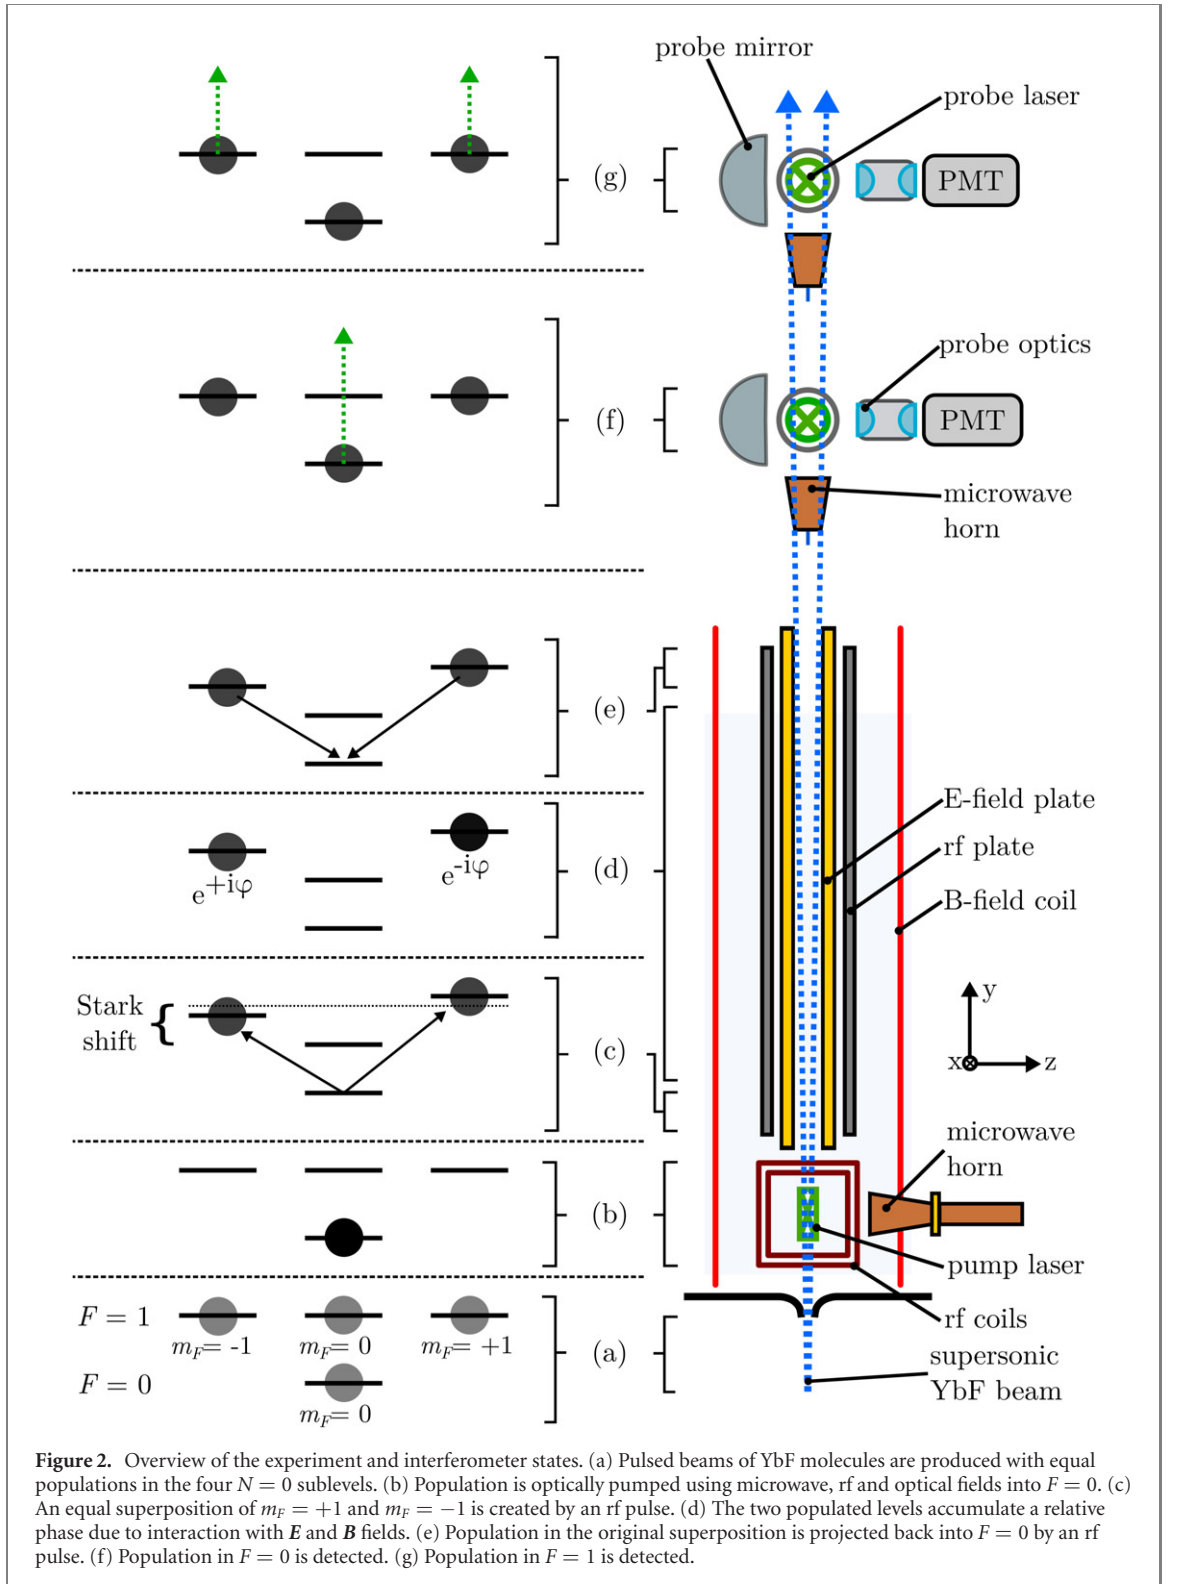 probe mirror
probe laser
(g)
PMT
probe optics
(f)
PMT
microwave
horn
(e)
E-field plate
rf plate
B-field coil
e+iφ
e-iφ
(d)
Stark
shift
{
(c)
y
x
z
microwave
horn
(b)
pump laser
rf coils
F = 1
mF= -1
mF= 0
mF= +1
(a)
supersonic
YbF beam
F = 0
mF= 0
Figure 2. Overview of the experiment and interferometer states. (a) Pulsed beams of YbF molecules are produced with equal
populations in the four N = 0 sublevels. (b) Population is optically pumped using microwave, rf and optical fields into F = 0. (c)
An equal superposition of mF = +1 and mF = −1 is created by an rf pulse. (d) The two populated levels accumulate a relative
phase due to interaction with E and B fields. (e) Population in the original superposition is projected back into F = 0 by an rf
pulse. (f) Population in F = 0 is detected. (g) Population in F = 1 is detected.